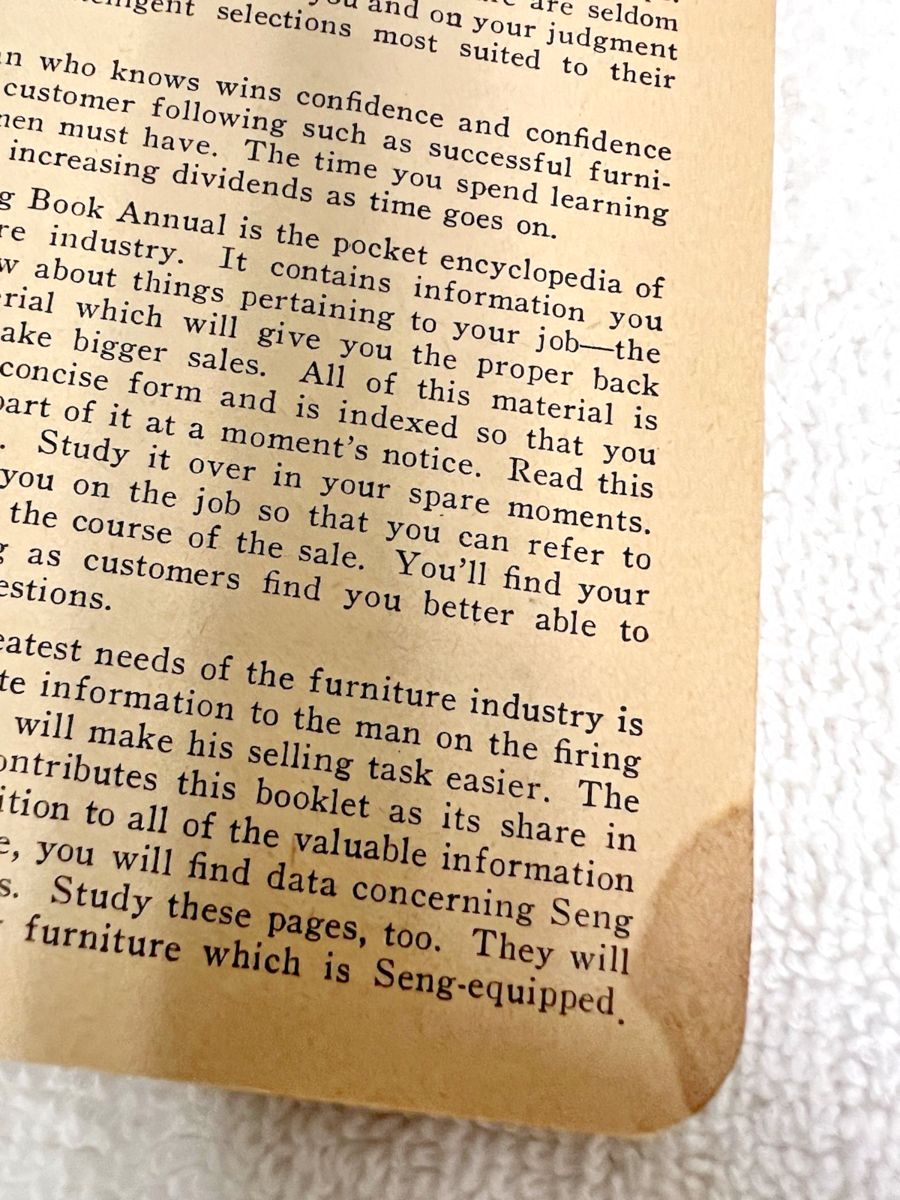 are seldom
you and on your judgment
selections most suited to their
who knows wins confidence and confidence
customer following such as successful furni-
must have. The time you spend learning
increasing dividends as time goes on.
Book Annual is the pocket encyclopedia of
industry. It contains information you
about things pertaining to your job—the
which will give you the proper back
bigger sales. All of this material is
concise form and is indexed so that you
part of it at a moment's notice. Read this
Study it over in your spare moments.
you on the job so that you can refer to
the course of the sale. You'll find your
as customers find you better able to
estions.
eatest needs of the furniture industry is
te information to the man on the firing
will make his selling task easier. The
ontributes this booklet as its share in
ition to all of the valuable information
e, you will find data concerning Seng
s. Study these pages, too. They will
furniture which is Seng-equipped.